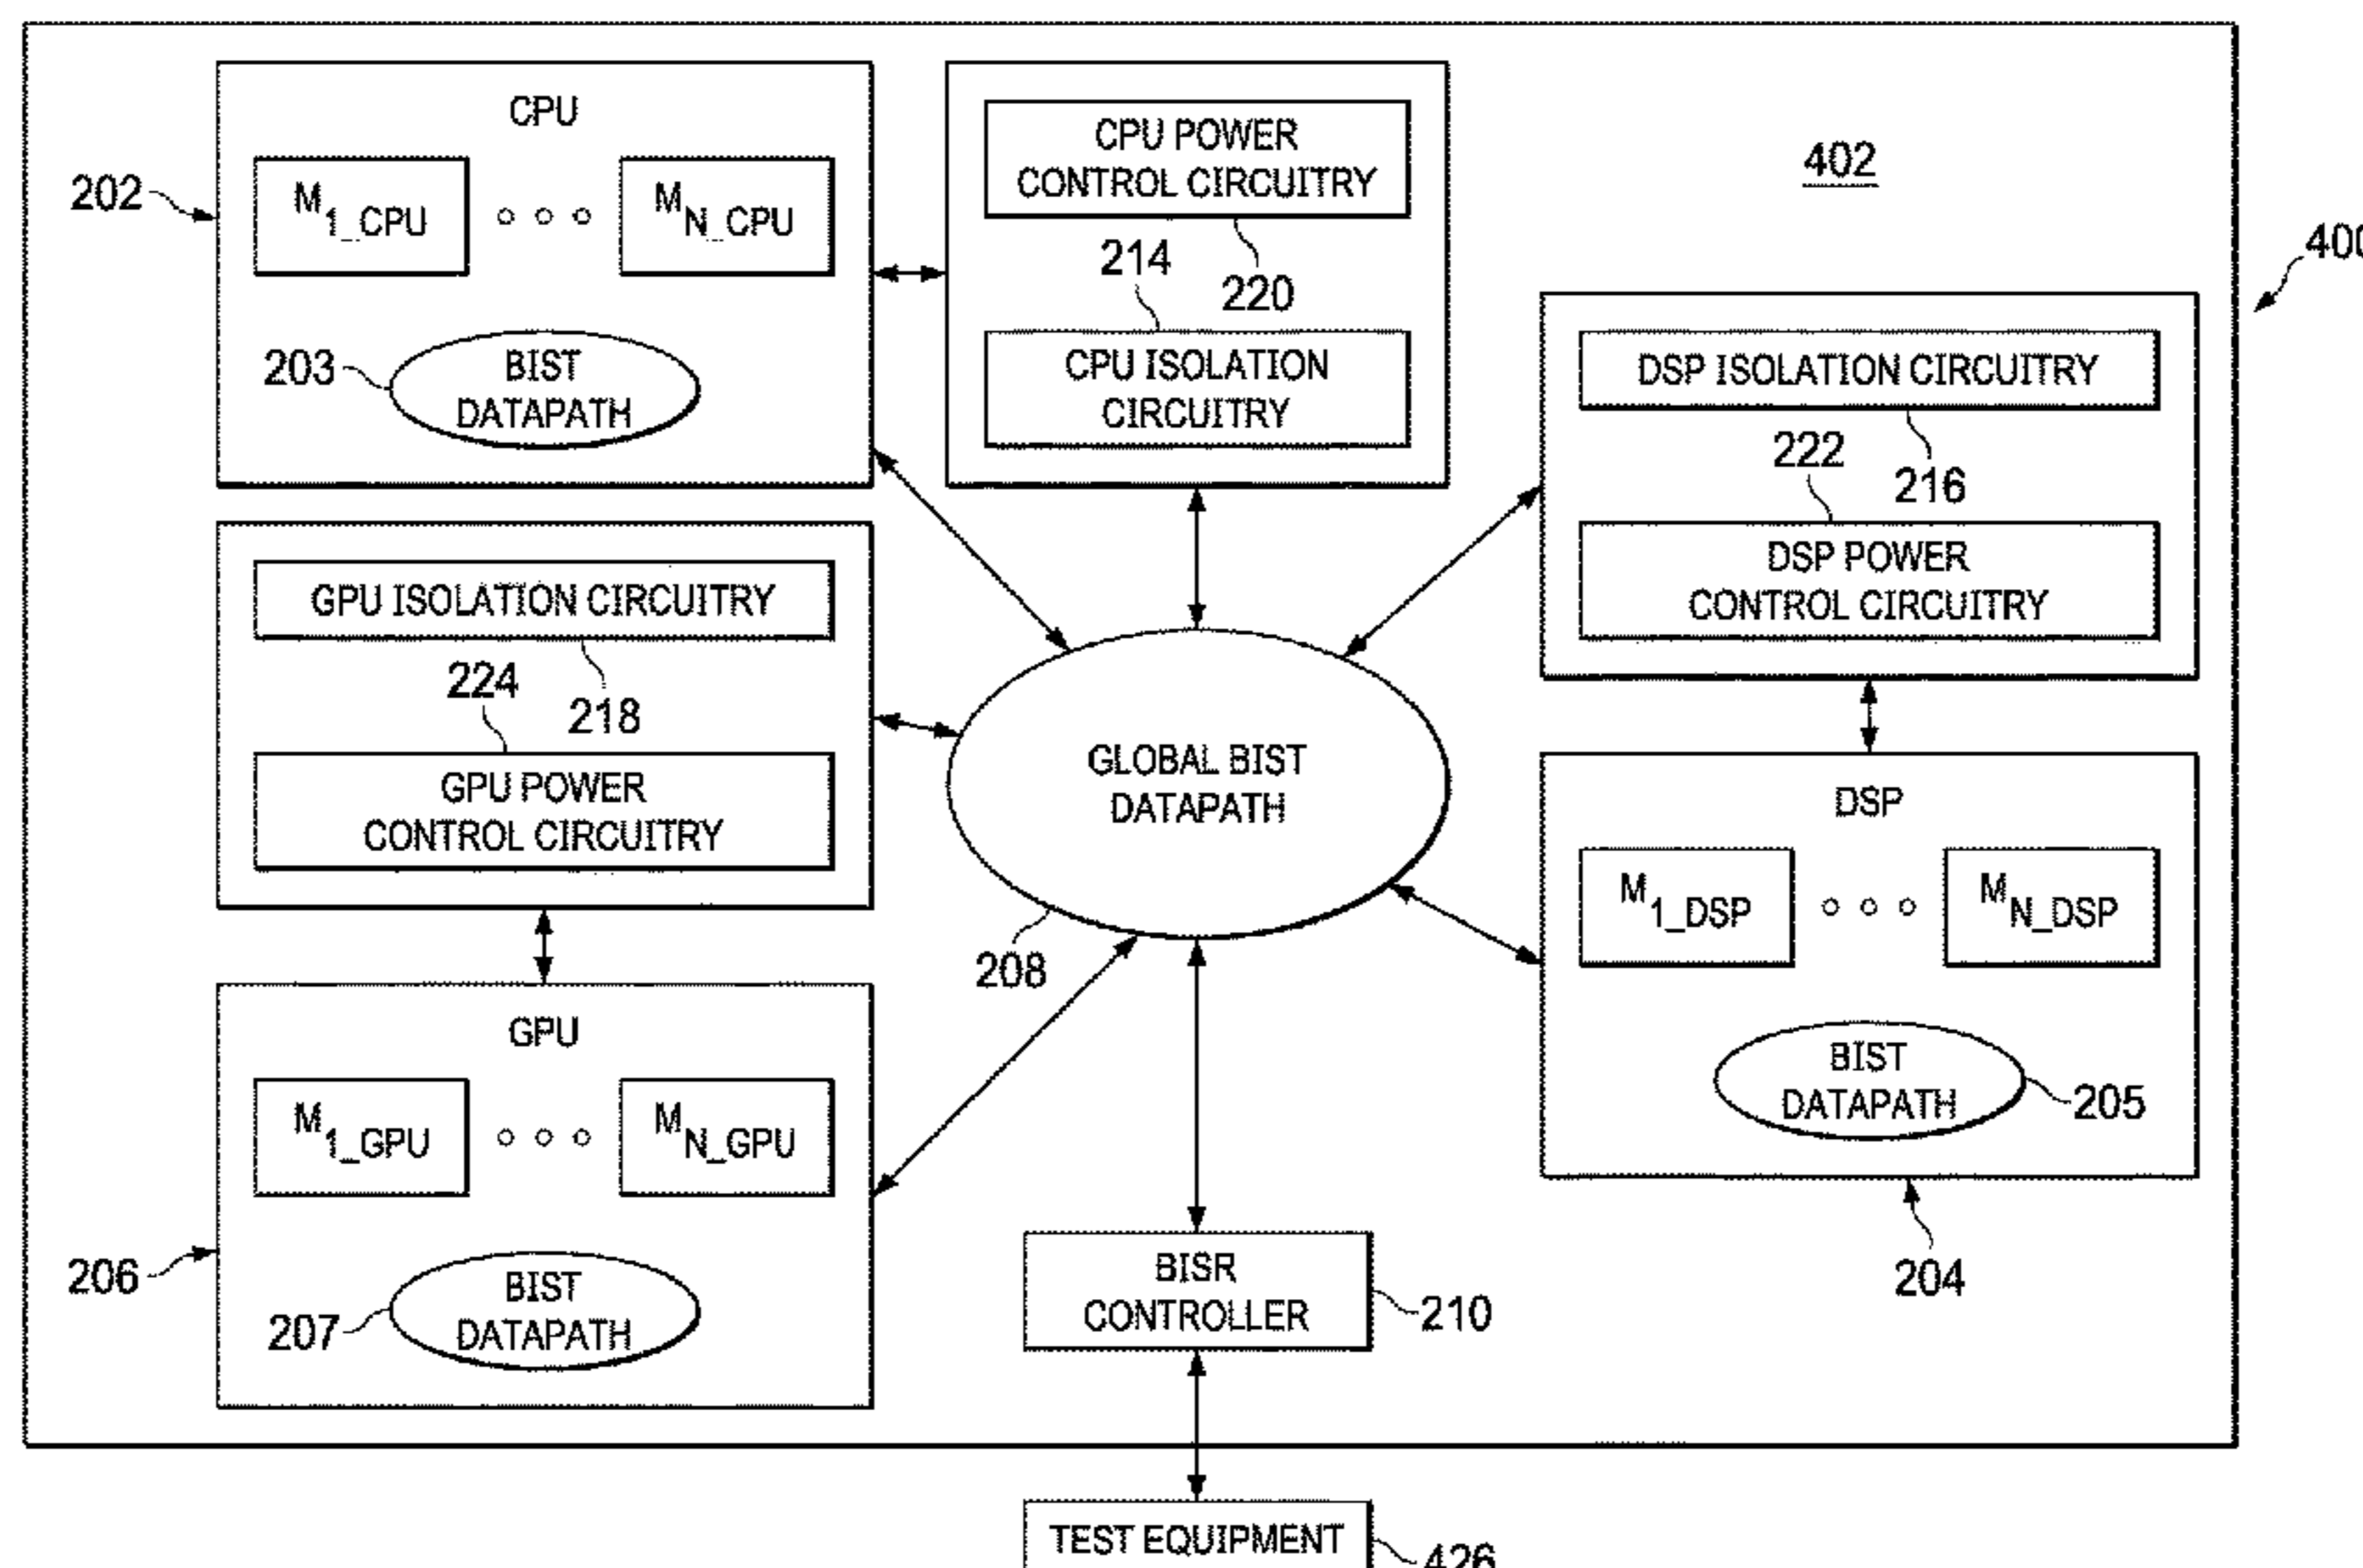 CPU
M1_CPU ○ ○ ○ MN_CPU
202
203
BIST
DATAPATH
CPU POWER
CONTROL CIRCUITRY
214
220
CPU ISOLATION
CIRCUITRY
402
400
DSP ISOLATION CIRCUITRY
222
216
DSP POWER
CONTROL CIRCUITRY
GPU ISOLATION CIRCUITRY
224
218
GPU POWER
CONTROL CIRCUITRY
GLOBAL BIST
DATAPATH
208
DSP
M1_DSP ○ ○ ○ MN_DSP
BIST
DATAPATH
205
204
GPU
M1_GPU ○ ○ ○ MN_GPU
206
207
BIST
DATAPATH
BISR
CONTROLLER
210
TEST EQUIPMENT
426